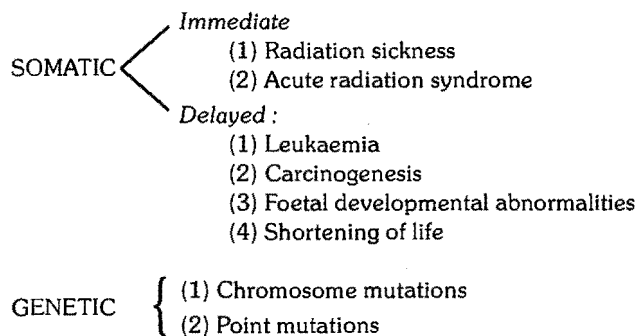 Immediate
(1) Radiation sickness
SOMATIC
(2) Acute radiation syndrome
Delayed :
(1) Leukaemia
(2) Carcinogenesis
(3) Foetal developmental abnormalities
(4) Shortening of life
GENETIC { (1) Chromosome mutations
(2) Point mutations